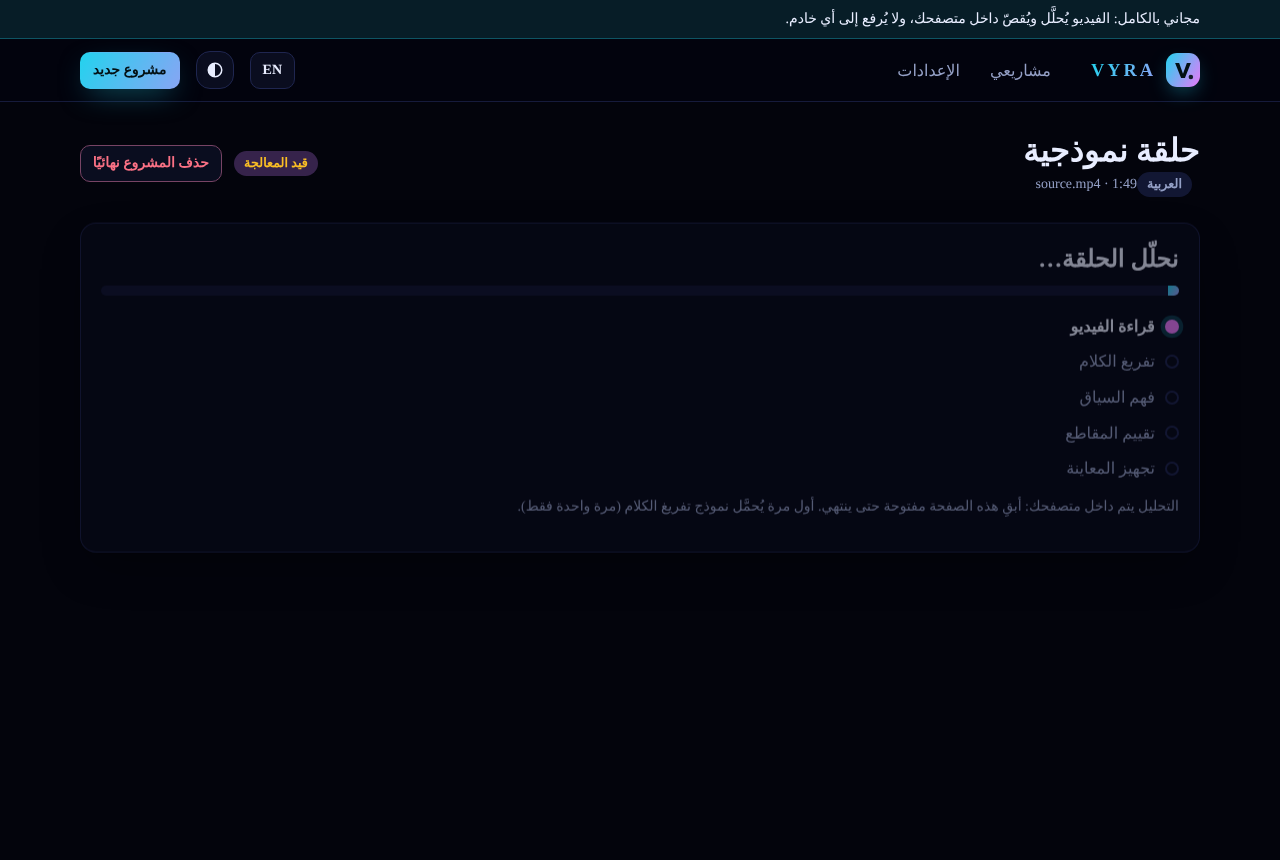 مجاني بالكامل: الفيديو يُحلَّل ويُقصّ داخل متصفحك، ولا يُرفع إلى أي خادم.
V. VYRA مشاريعي الإعدادات EN مشروع جديد
حلقة نموذجية
العربية source.mp4 · 1:49
قيد المعالجة حذف المشروع نهائيًا
نحلّل الحلقة…
قراءة الفيديو
تفريغ الكلام
فهم السياق
تقييم المقاطع
تجهيز المعاينة
التحليل يتم داخل متصفحك: أبقِ هذه الصفحة مفتوحة حتى ينتهي. أول مرة يُحمَّل نموذج تفريغ الكلام (مرة واحدة فقط).